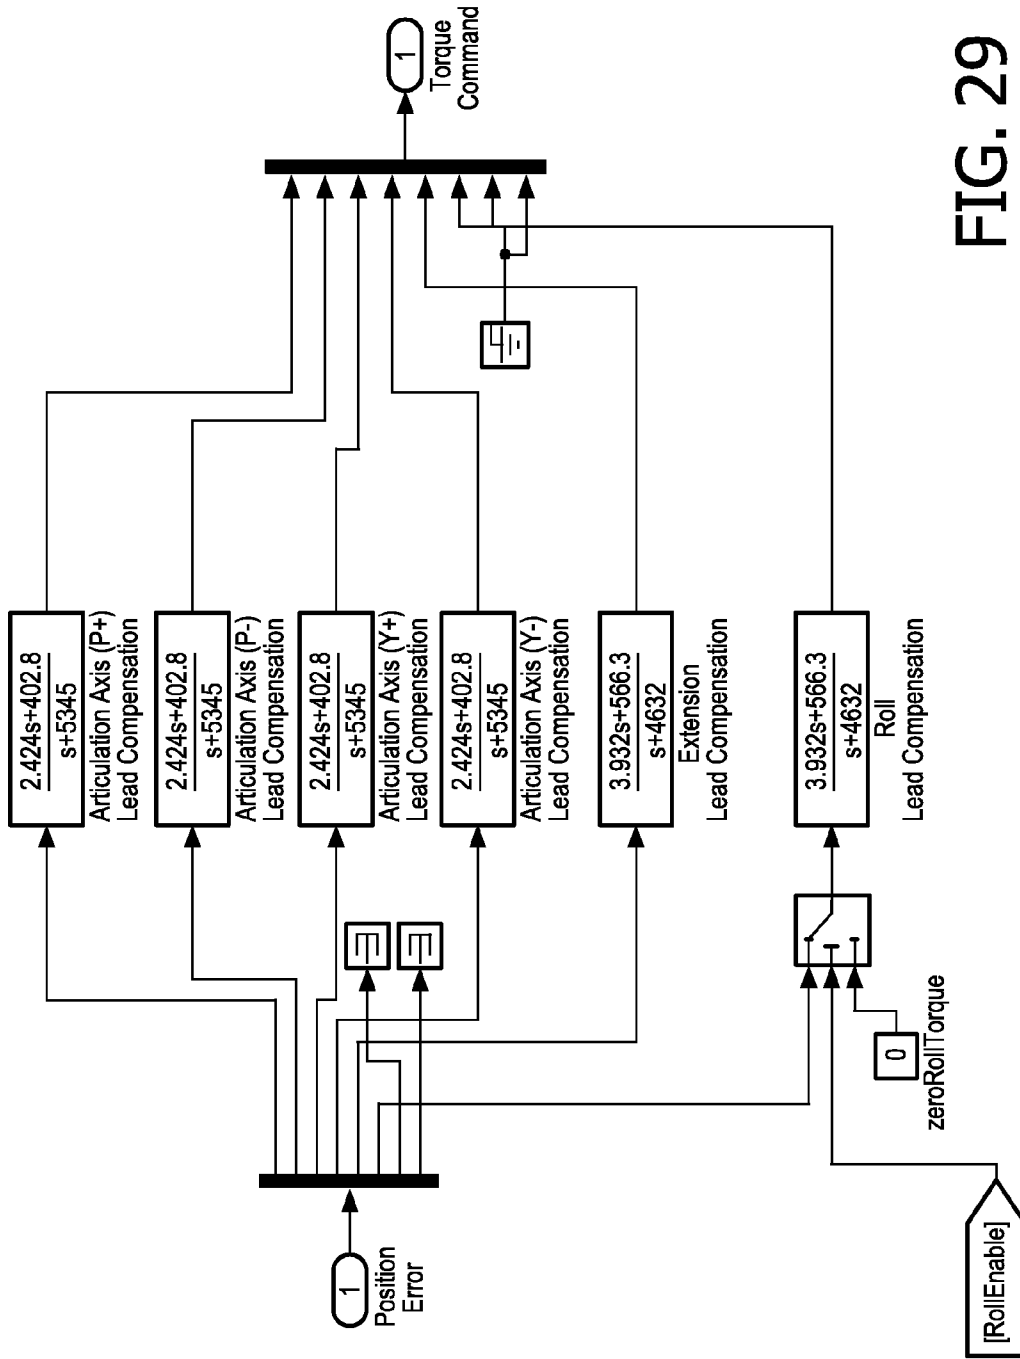 1
Position
Error
2.424s+402.8
s+5345
Articulation Axis (P+)
Lead Compensation
2.424s+402.8
s+5345
Articulation Axis (P-)
Lead Compensation
2.424s+402.8
s+5345
Articulation Axis (Y+)
Lead Compensation
2.424s+402.8
s+5345
Articulation Axis (Y-)
Lead Compensation
3.932s+566.3
s+4632
Extension
Lead Compensation
3.932s+566.3
s+4632
Roll
Lead Compensation
0
zeroRollTorque
[RollEnable]
1
Torque
Command
FIG. 29